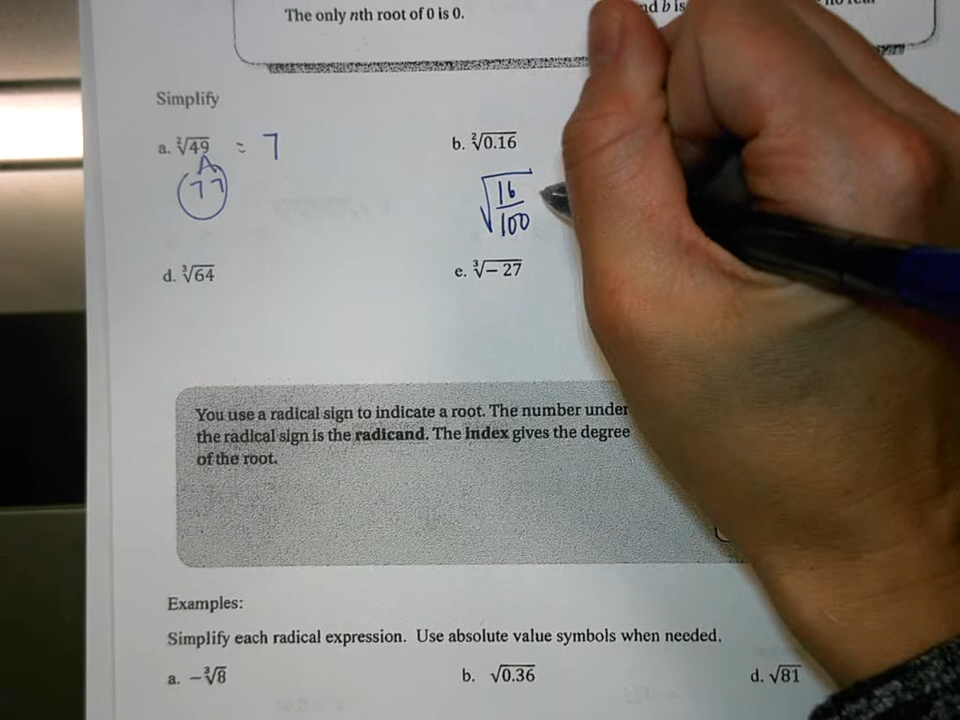 The only nth root of 0 is 0.
nd b is
Simplify
a. ²√49 = 7
7 7
b. ²√0.16
√16/100
d. ³√64
e. ³√− 27
You use a radical sign to indicate a root. The number under
the radical sign is the radicand. The index gives the degree
of the root.
Examples:
Simplify each radical expression. Use absolute value symbols when needed.
a. −³√8
b. √0.36
d. √81